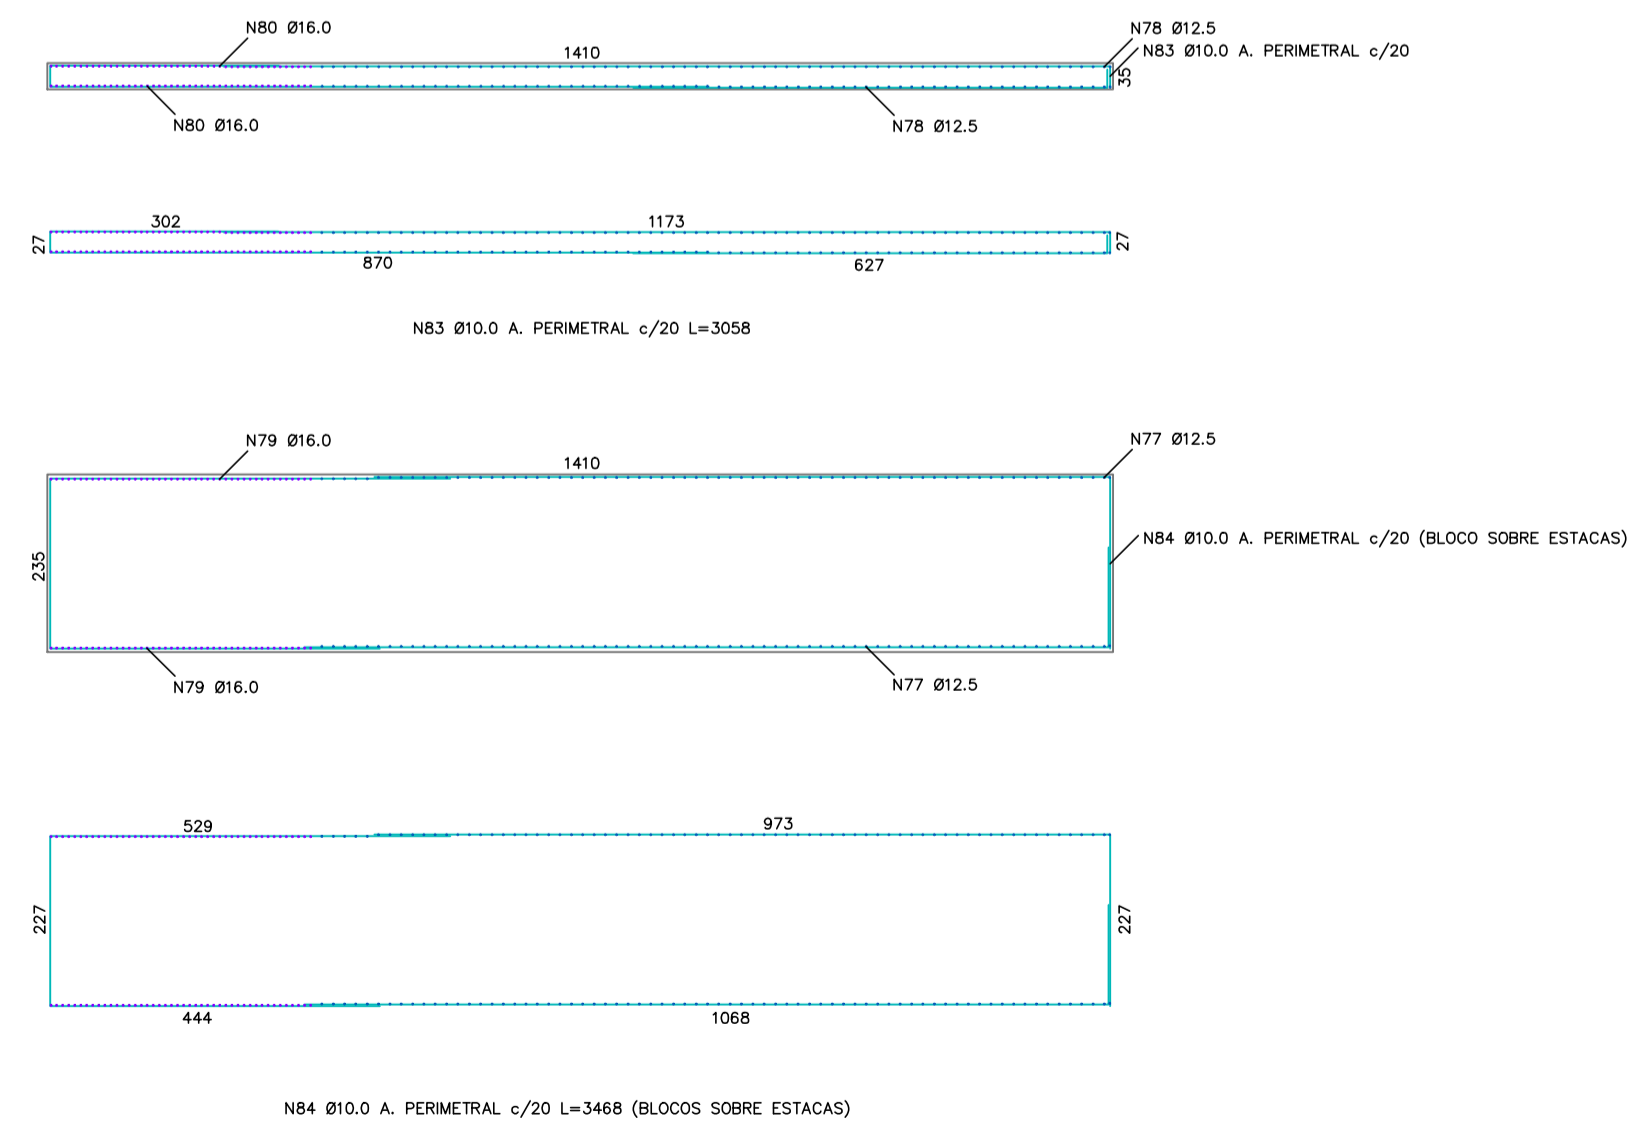 N80 Ø16.0
1410
N78 Ø12.5
N83 Ø10.0 A. PERIMETRAL c/20
35
N80 Ø16.0
N78 Ø12.5
302
1173
27
27
870
627
N83 Ø10.0 A. PERIMETRAL c/20 L=3058
N79 Ø16.0
1410
N77 Ø12.5
235
N84 Ø10.0 A. PERIMETRAL c/20 (BLOCO SOBRE ESTACAS)
N79 Ø16.0
N77 Ø12.5
529
973
227
227
444
1068
N84 Ø10.0 A. PERIMETRAL c/20 L=3468 (BLOCOS SOBRE ESTACAS)